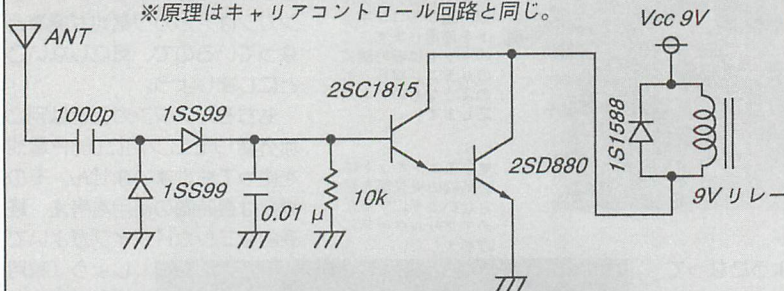 ※原理はキャリアコントロール回路と同じ。
Vcc 9V
ANT
2SC1815
1000p
1SS99
1S1588
2SD880
1SS99
0.01μ
10k
9Vリレー